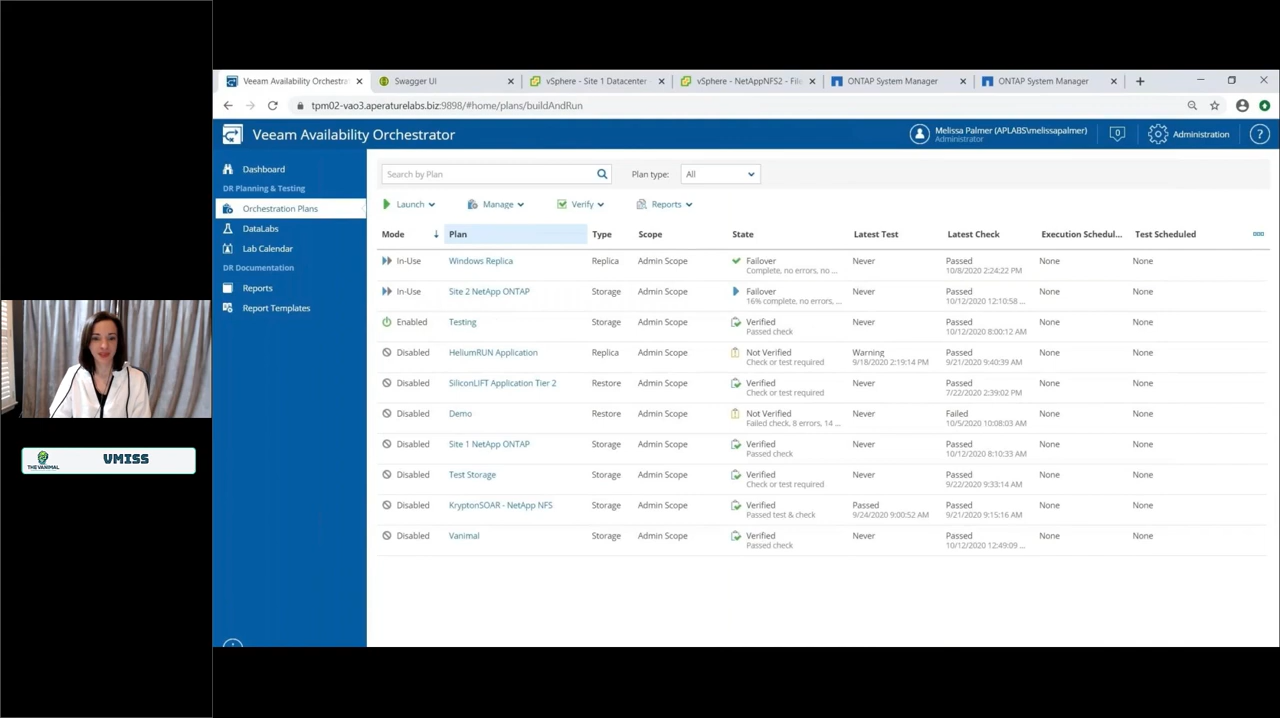 Veeam Availability Orchestra
Swagger UI
vSphere - Site 1 Datacenter
vSphere - NetAppNFS2 - File
ONTAP System Manager
ONTAP System Manager
tpm02-vao3.aperaturelabs.biz:9898/#home/plans/buildAndRun
Veeam Availability Orchestrator
Melissa Palmer (APLABS\melissapalmer)
Administrator
0
Administration
?
Dashboard
DR Planning & Testing
Orchestration Plans
DataLabs
Lab Calendar
DR Documentation
Reports
Report Templates
Search by Plan
Plan type: All
Launch Manage Verify Reports
Mode Plan Type Scope State Latest Test Latest Check Execution Schedul... Test Scheduled
In-Use Windows Replica Replica Admin Scope Failover Never Passed None None
Complete, no errors, no ... 10/8/2020 2:24:22 PM
In-Use Site 2 NetApp ONTAP Storage Admin Scope Failover Never Passed None None
16% complete, no errors, ... 10/12/2020 12:10:58 ...
Enabled Testing Storage Admin Scope Verified Never Passed None None
Passed check 10/12/2020 8:00:12 AM
Disabled HeliumRUN Application Replica Admin Scope Not Verified Warning Passed None None
Check or test required 9/18/2020 2:19:14 PM 9/21/2020 9:40:39 AM
Disabled SiliconLIFT Application Tier 2 Restore Admin Scope Verified Never Passed None None
Check or test required 7/22/2020 2:39:02 PM
Disabled Demo Restore Admin Scope Not Verified Never Failed None None
Failed check, 8 errors, 14 ... 10/5/2020 10:08:03 AM
Disabled Site 1 NetApp ONTAP Storage Admin Scope Verified Never Passed None None
Passed check 10/12/2020 8:10:33 AM
Disabled Test Storage Storage Admin Scope Verified Never Passed None None
Check or test required 9/22/2020 9:33:14 AM
Disabled KryptonSOAR - NetApp NFS Storage Admin Scope Verified Passed Passed None None
Passed test & check 9/24/2020 9:00:52 AM 9/21/2020 9:15:16 AM
Disabled Vanimal Storage Admin Scope Verified Never Passed None None
Passed check 10/12/2020 12:49:09 ...
THE VANIMAL
VMISS